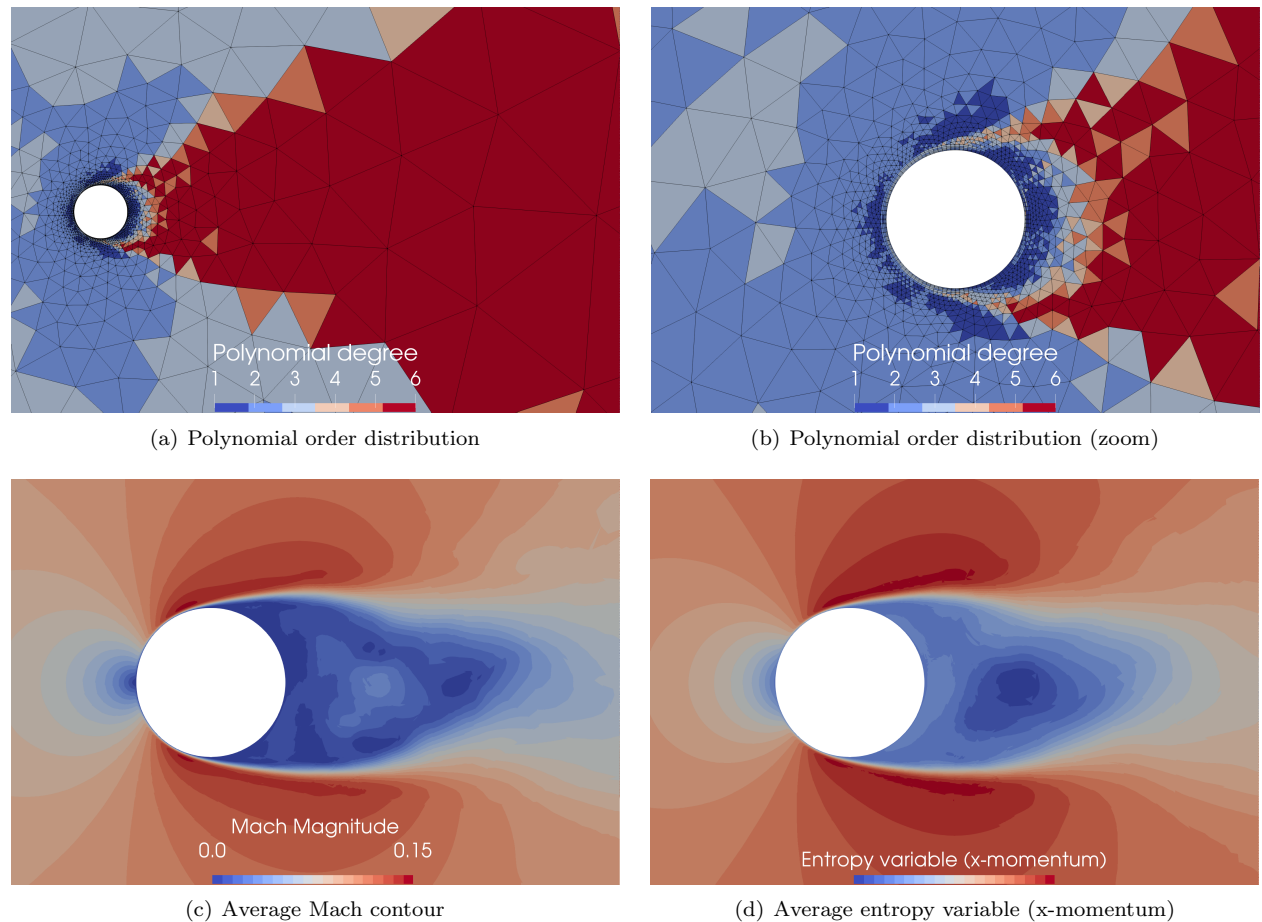 Polynomial degree
1 2 3 4 5 6
(a) Polynomial order distribution
Polynomial degree
1 2 3 4 5 6
(b) Polynomial order distribution (zoom)
Mach Magnitude
0.0 0.15
(c) Average Mach contour
Entropy variable (x-momentum)
(d) Average entropy variable (x-momentum)